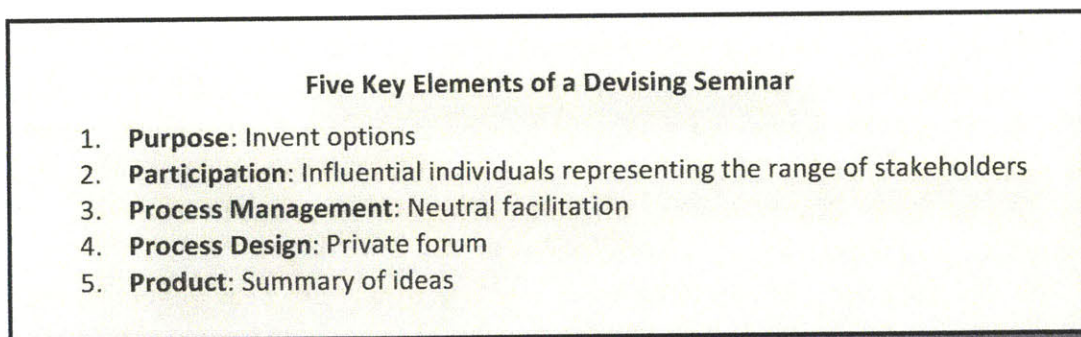 Five Key Elements of a Devising Seminar
1. Purpose: Invent options
2. Participation: Influential individuals representing the range of stakeholders
3. Process Management: Neutral facilitation
4. Process Design: Private forum
5. Product: Summary of ideas